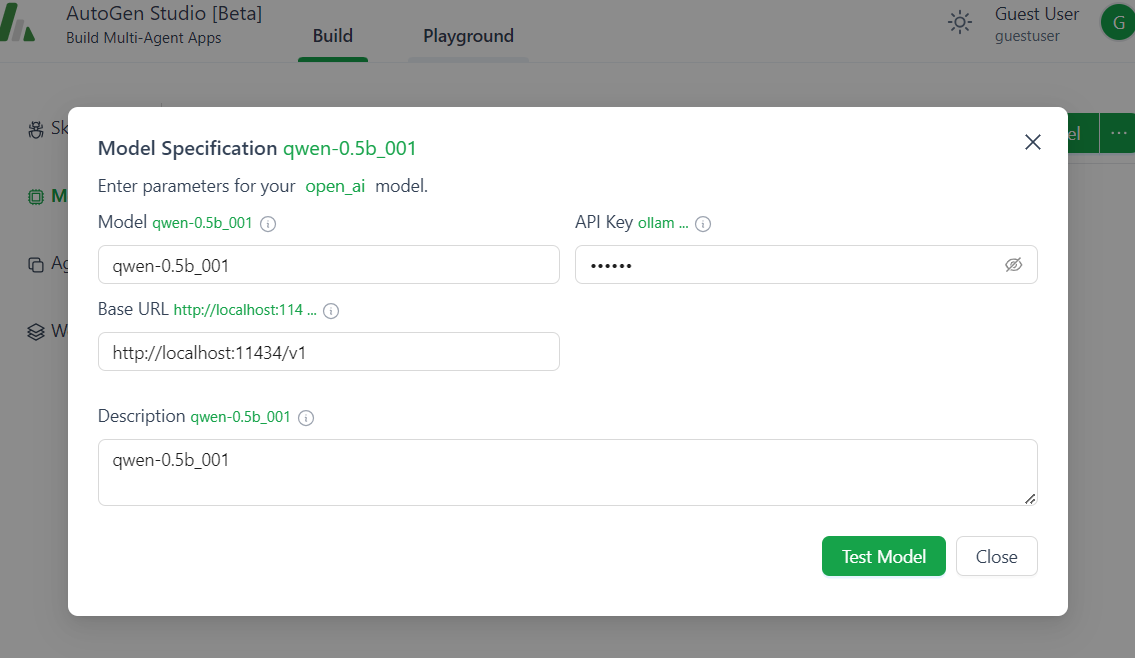 AutoGen Studio [Beta]
Build Multi-Agent Apps
Build
Playground
Guest User
guestuser
G
Sk
M
Ag
W
el
...
Model Specification qwen-0.5b_001
Enter parameters for your open_ai model.
Model qwen-0.5b_001
API Key ollam ...
qwen-0.5b_001
••••••
Base URL http://localhost:114 ...
http://localhost:11434/v1
Description qwen-0.5b_001
qwen-0.5b_001
Test Model
Close